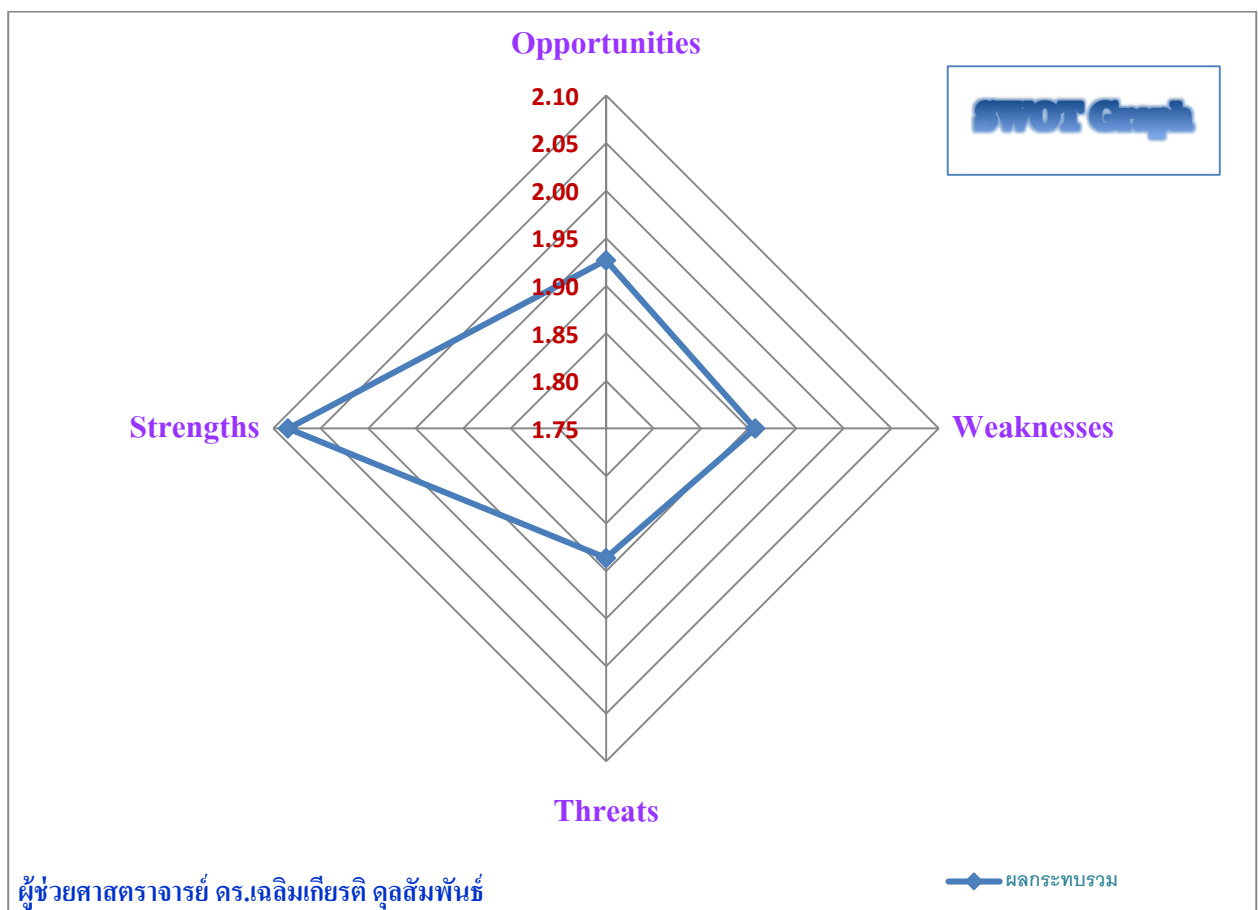 Opportunities
SWOT Graph
2.10
2.05
2.00
1.95
1.90
1.85
1.80
1.75
Strengths
Weaknesses
Threats
ผู้ช่วยศาสตราจารย์ ดร.เฉลิมเกียรติ ดุลสัมพันธ์
ผลกระทบรวม